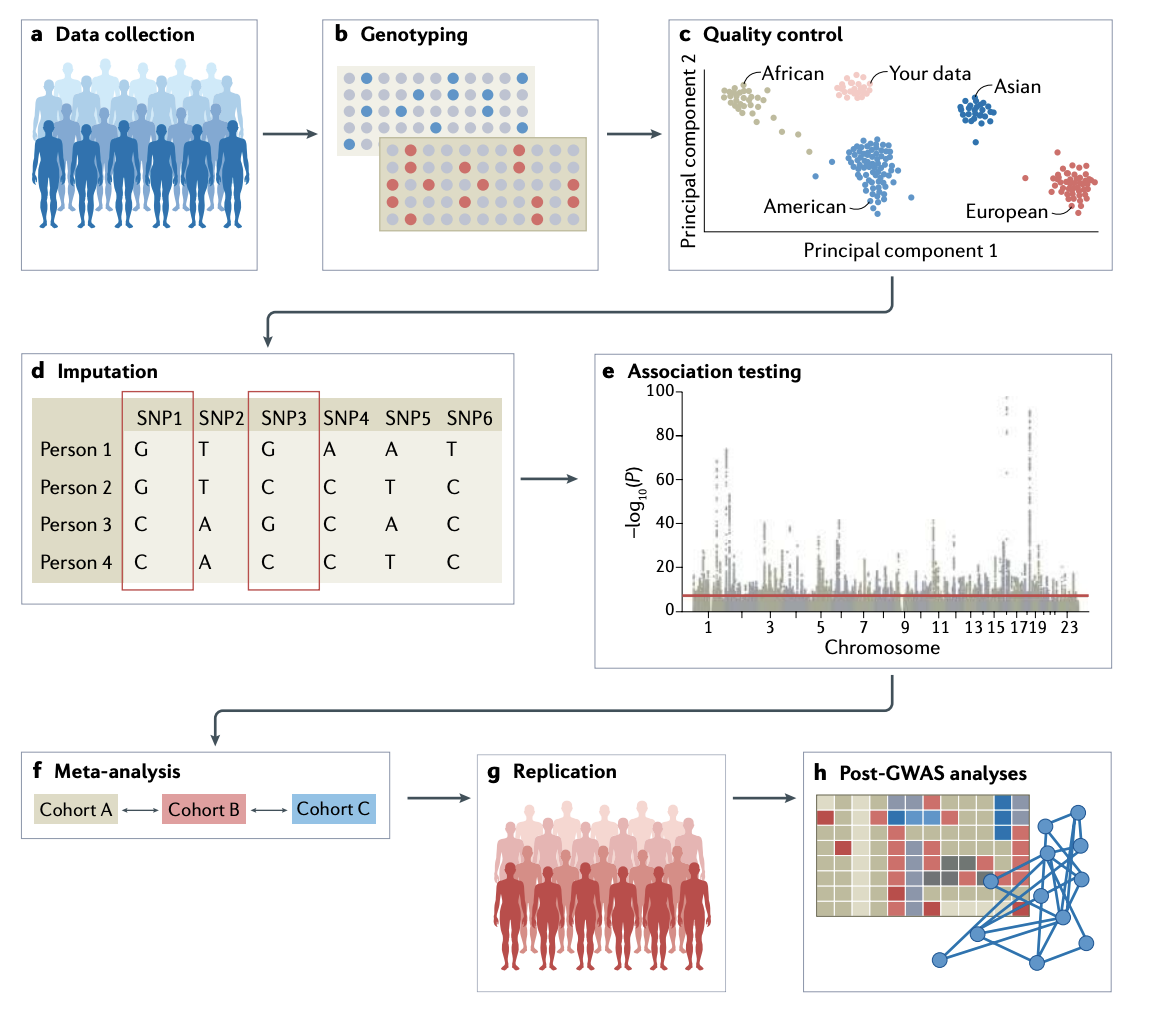 a Data collection
b Genotyping
c Quality control
Principal component 2
African
Your data
Asian
American
European
Principal component 1
d Imputation
SNP1 SNP2 SNP3 SNP4 SNP5 SNP6
Person 1 G T G A A T
Person 2 G T C C T C
Person 3 C A G C A C
Person 4 C A C C T C
e Association testing
–log10(P)
100
80
60
40
20
0
1 3 5 7 9 11 13 15 17 19 23
Chromosome
f Meta-analysis
Cohort A Cohort B Cohort C
g Replication
h Post-GWAS analyses